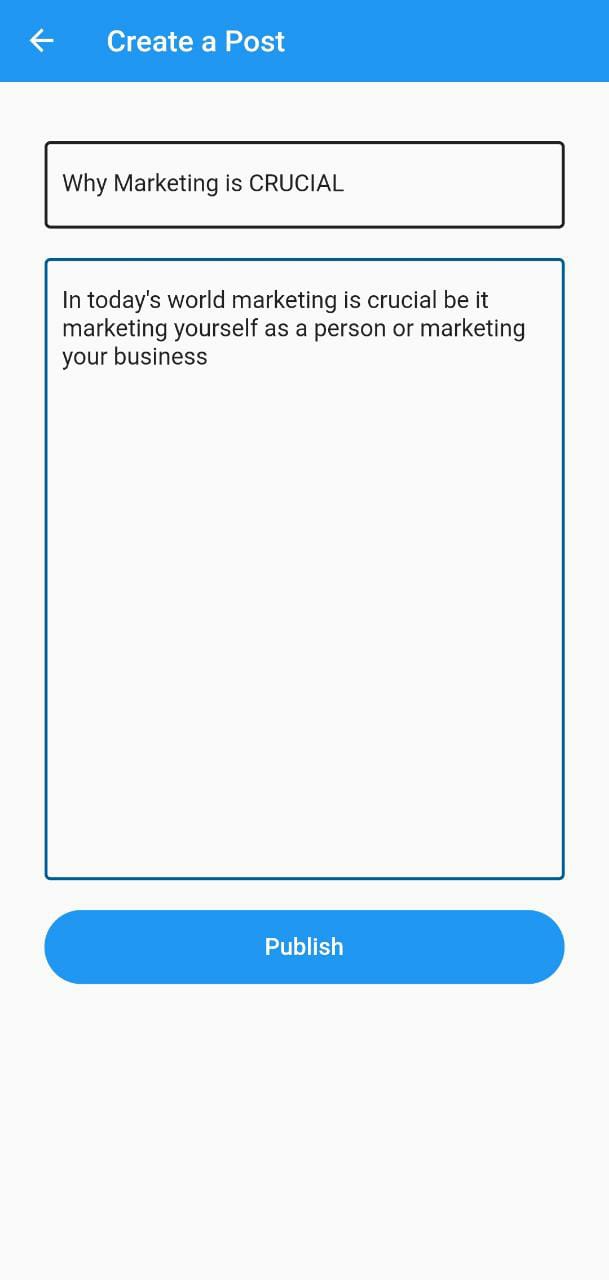 Create a Post
Why Marketing is CRUCIAL
In today's world marketing is crucial be it
marketing yourself as a person or marketing
your business
Publish